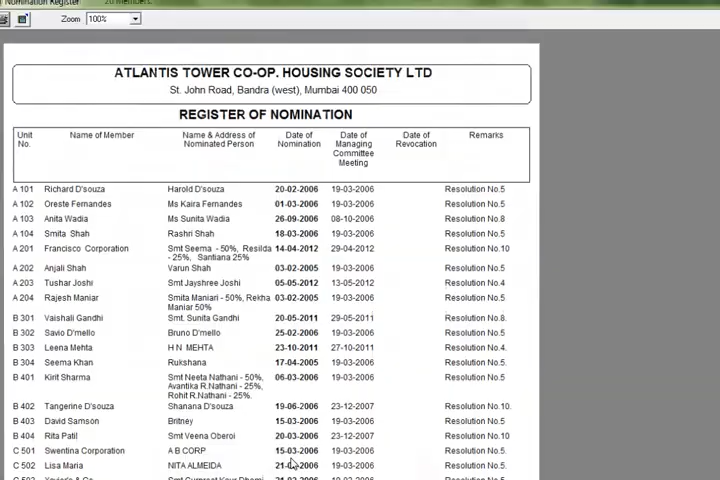 Nomination Register
20 members
Zoom 100%
ATLANTIS TOWER CO-OP. HOUSING SOCIETY LTD
St. John Road, Bandra (west), Mumbai 400 050
REGISTER OF NOMINATION
Unit No. Name of Member Name & Address of Nominated Person Date of Nomination Date of Managing Committee Meeting Date of Revocation Remarks
A 101 Richard D'souza Harold D'souza 20-02-2006 19-03-2006 Resolution No.5
A 102 Oreste Fernandes Ms Kaira Fernandes 01-03-2006 19-03-2006 Resolution No.5
A 103 Anita Wadia Ms Sunita Wadia 26-09-2006 08-10-2006 Resolution No.8
A 104 Smita Shah Rashri Shah 18-03-2006 19-03-2006 Resolution No.5
A 201 Francisco Corporation Smt Seema - 50%, Resilda 14-04-2012 29-04-2012 Resolution No.10
- 25%, Santiana 25%
A 202 Anjali Shah Varun Shah 03-02-2005 19-03-2006 Resolution No.5
A 203 Tushar Joshi Smt Jayshree Joshi 05-05-2012 13-05-2012 Resolution No.4
A 204 Rajesh Maniar Smita Maniari - 50%, Rekha 03-02-2005 19-03-2006 Resolution No.5
Maniar 50%
B 301 Vaishali Gandhi Smt. Sunita Gandhi 20-05-2011 29-05-2011 Resolution No.8.
B 302 Savio D'mello Bruno D'mello 25-02-2006 19-03-2006 Resolution No.5
B 303 Leena Mehta H N MEHTA 23-10-2011 27-10-2011 Resolution No.4.
B 304 Seema Khan Rukshana 17-04-2005 19-03-2006 Resolution No.5.
B 401 Kirit Sharma Smt Neeta Nathani - 50%, 06-03-2006 19-03-2006 Resolution No.5.
Avantika R.Nathani - 25%,
Rohit R.Nathani - 25%.
B 402 Tangerine D'souza Shanana D'souza 19-06-2006 23-12-2007 Resolution No.10.
B 403 David Samson Britney 15-03-2006 19-03-2006 Resolution No.5
B 404 Rita Patil Smt Veena Oberoi 20-03-2006 23-12-2007 Resolution No.10
C 501 Swentina Corporation A B CORP 15-03-2006 19-03-2006 Resolution No.5.
C 502 Lisa Maria NITA ALMEIDA 2006 19-03-2006 Resolution No.5.